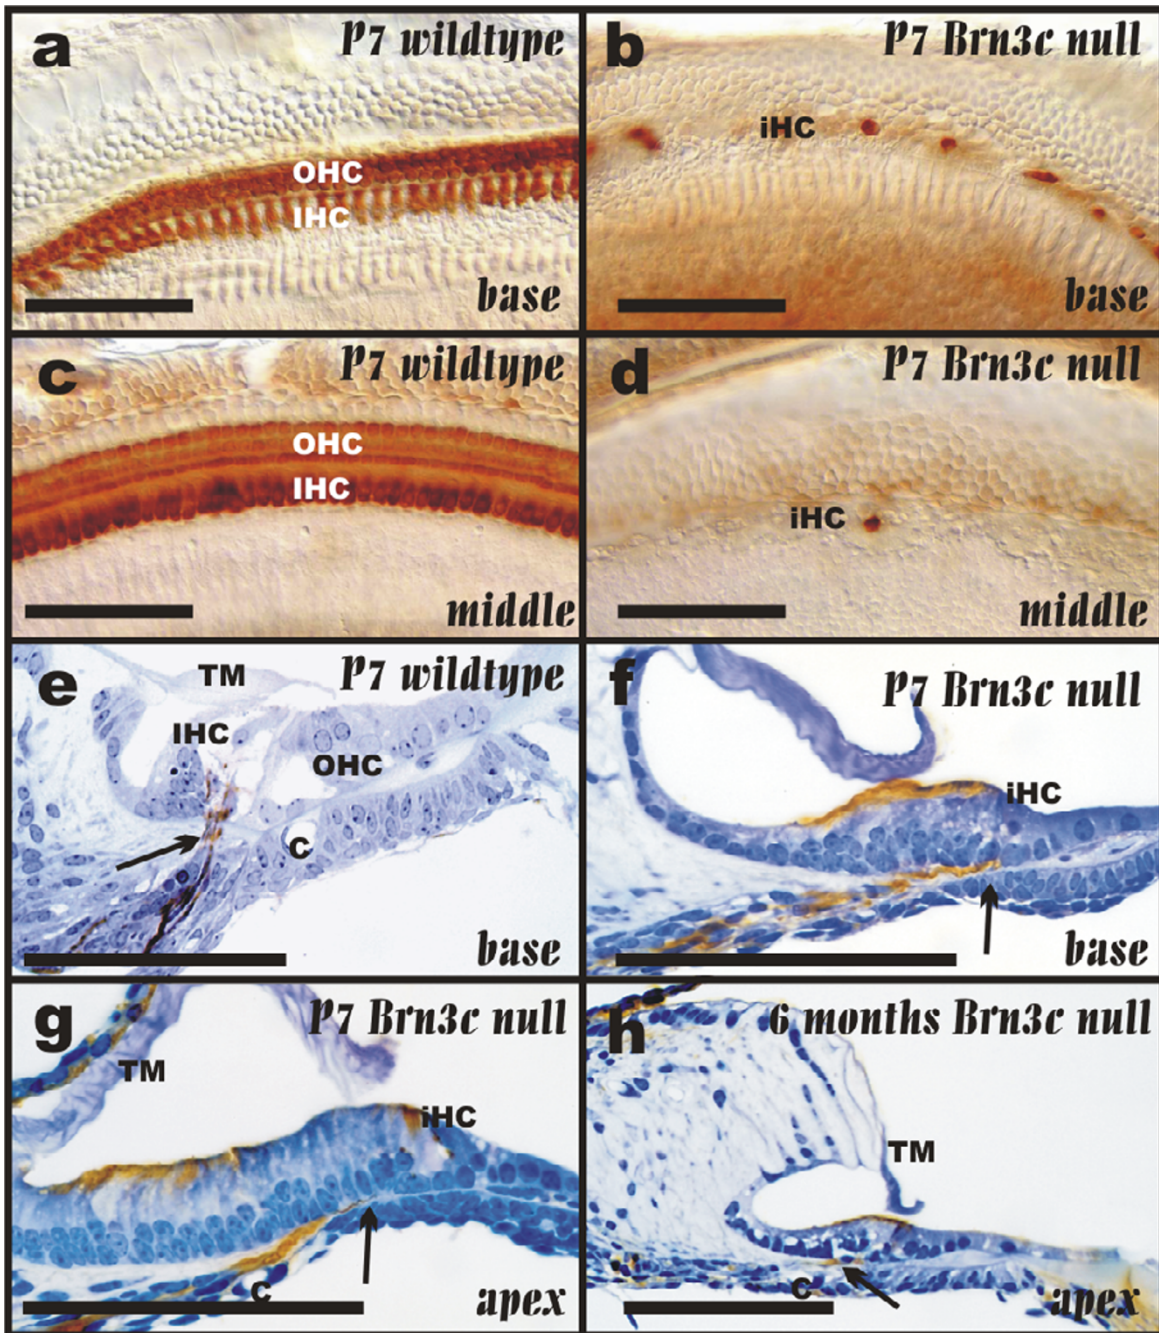 a
P7 wildtype
OHC
IHC
base
b
P7 Brn3c null
iHC
base
c
P7 wildtype
OHC
IHC
middle
d
P7 Brn3c null
iHC
middle
e
P7 wildtype
TM
IHC
OHC
C
base
f
P7 Brn3c null
iHC
base
g
P7 Brn3c null
TM
iHC
C
apex
h
6 months Brn3c null
TM
C
apex